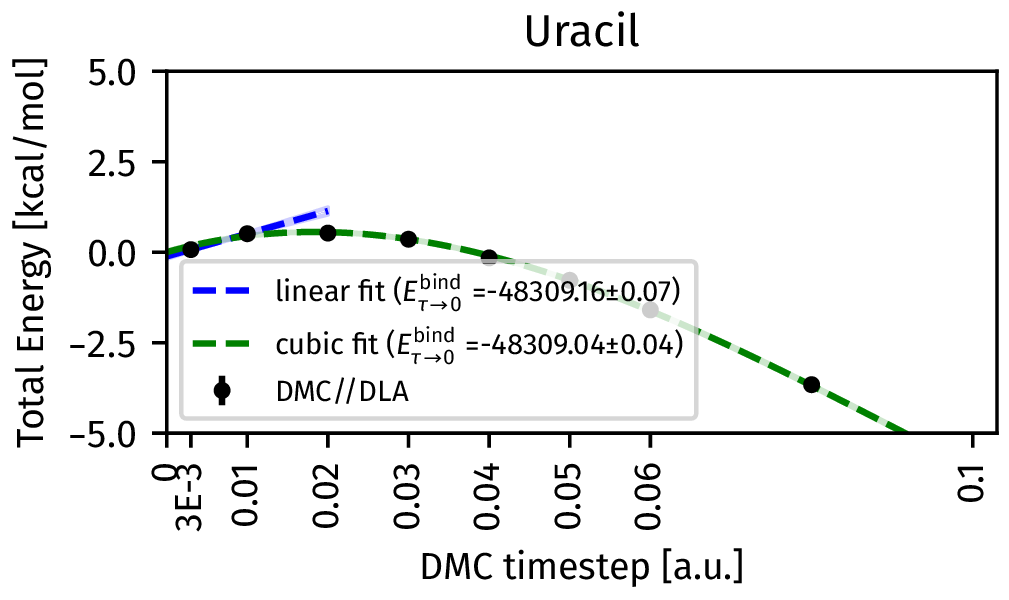 Uracil
Total Energy [kcal/mol]
5.0
2.5
0.0
−2.5
−5.0
linear fit (E^bind_τ→0 =-48309.16±0.07)
cubic fit (E^bind_τ→0 =-48309.04±0.04)
DMC//DLA
0
3E-3
0.01
0.02
0.03
0.04
0.05
0.06
0.1
DMC timestep [a.u.]